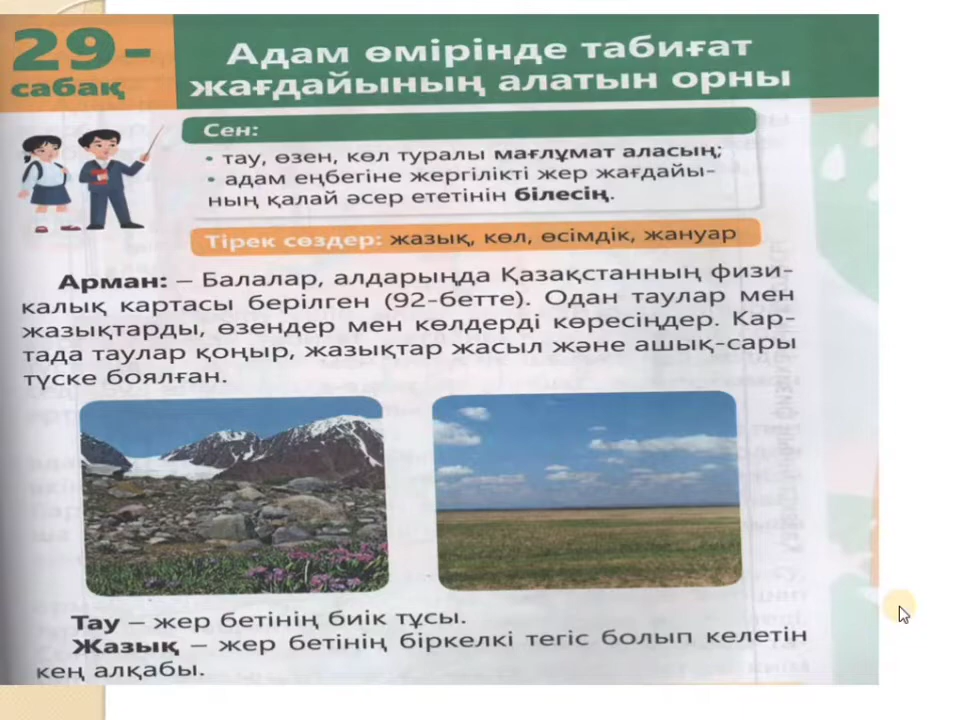 29-
сабақ
Адам өмірінде табиғат
жағдайының алатын орны
Сен:
• тау, өзен, көл туралы мағлұмат аласың;
• адам еңбегіне жергілікті жер жағдайы-
ның қалай әсер ететінін білесің.
Тірек сөздер: жазық, көл, өсімдік, жануар
Арман: – Балалар, алдарыңда Қазақстанның физи-
калық картасы берілген (92-бетте). Одан таулар мен
жазықтарды, өзендер мен көлдерді көресіңдер. Кар-
тада таулар қоңыр, жазықтар жасыл және ашық-сары
түске боялған.
Тау – жер бетінің биік тұсы.
Жазық – жер бетінің біркелкі тегіс болып келетін
кең алқабы.